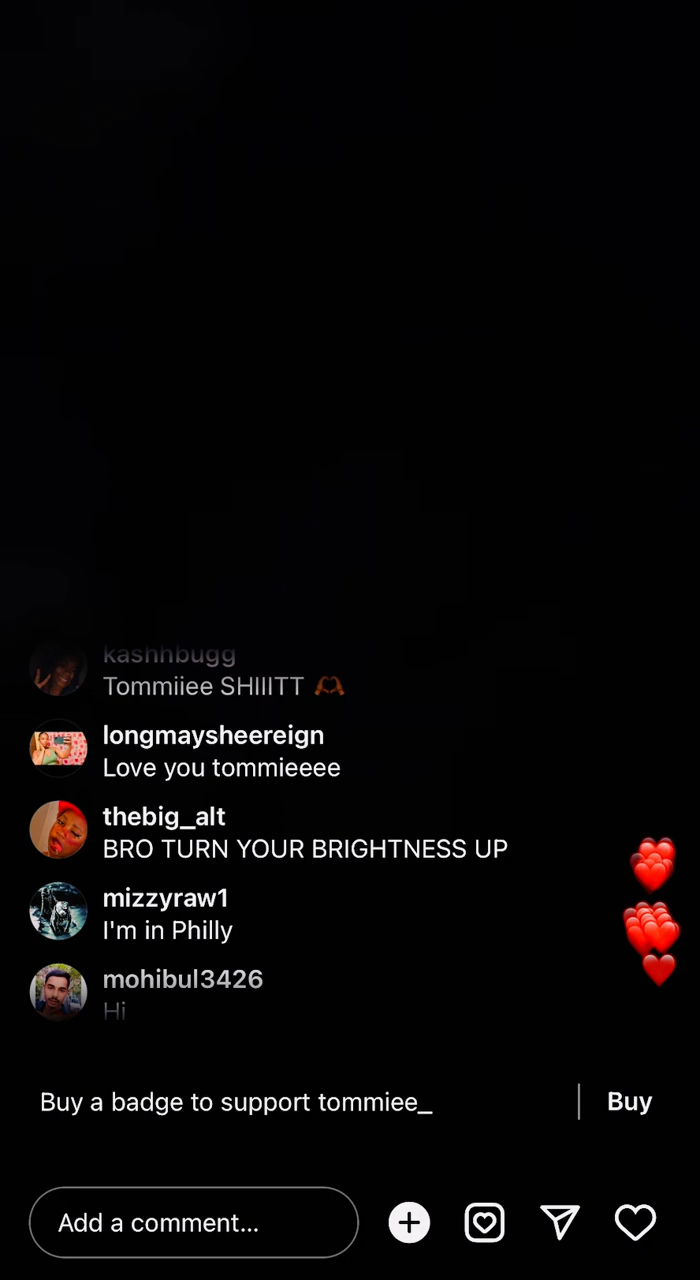 kashhbugg
Tommiiee SHIIITT 🫶🏾
longmaysheereign
Love you tommieeee
thebig_alt
BRO TURN YOUR BRIGHTNESS UP
mizzyraw1
I'm in Philly
mohibul3426
Hi
Buy a badge to support tommiee_
Buy
Add a comment...